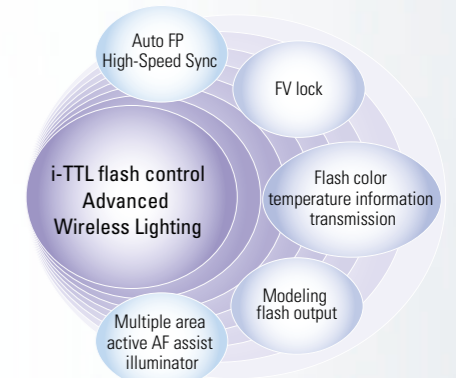 Auto FP
High-Speed Sync
FV lock
i-TTL flash control
Advanced
Wireless Lighting
Flash color
temperature information
transmission
Modeling
flash output
Multiple area
active AF assist
illuminator